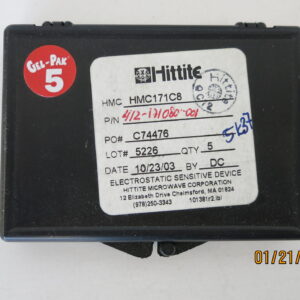 GEL-PAK
5
Hittite
HMC HMC171C8
P/N 412-171080-001
PO# C74476
LOT# 5226 QTY 5
DATE 10/23/03 BY DC
ELECTROSTATIC SENSITIVE DEVICE
HITTITE MICROWAVE CORPORATION
12 Elizabeth Drive Chelmsford, MA 01824
(978)250-3343
Hittite
01/21/